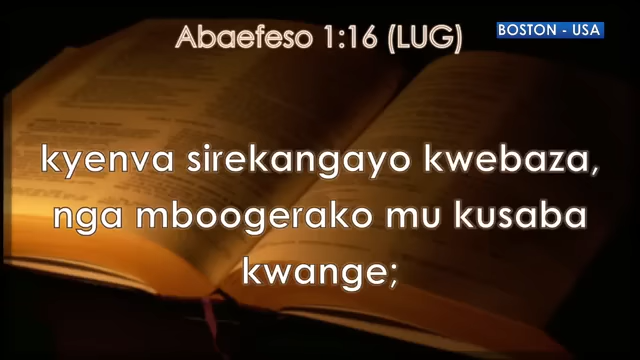 Abaefeso 1:16 (LUG)
BOSTON - USA
kyenva sirekangayo kwebaza,
nga mboogerako mu kusaba
kwange;